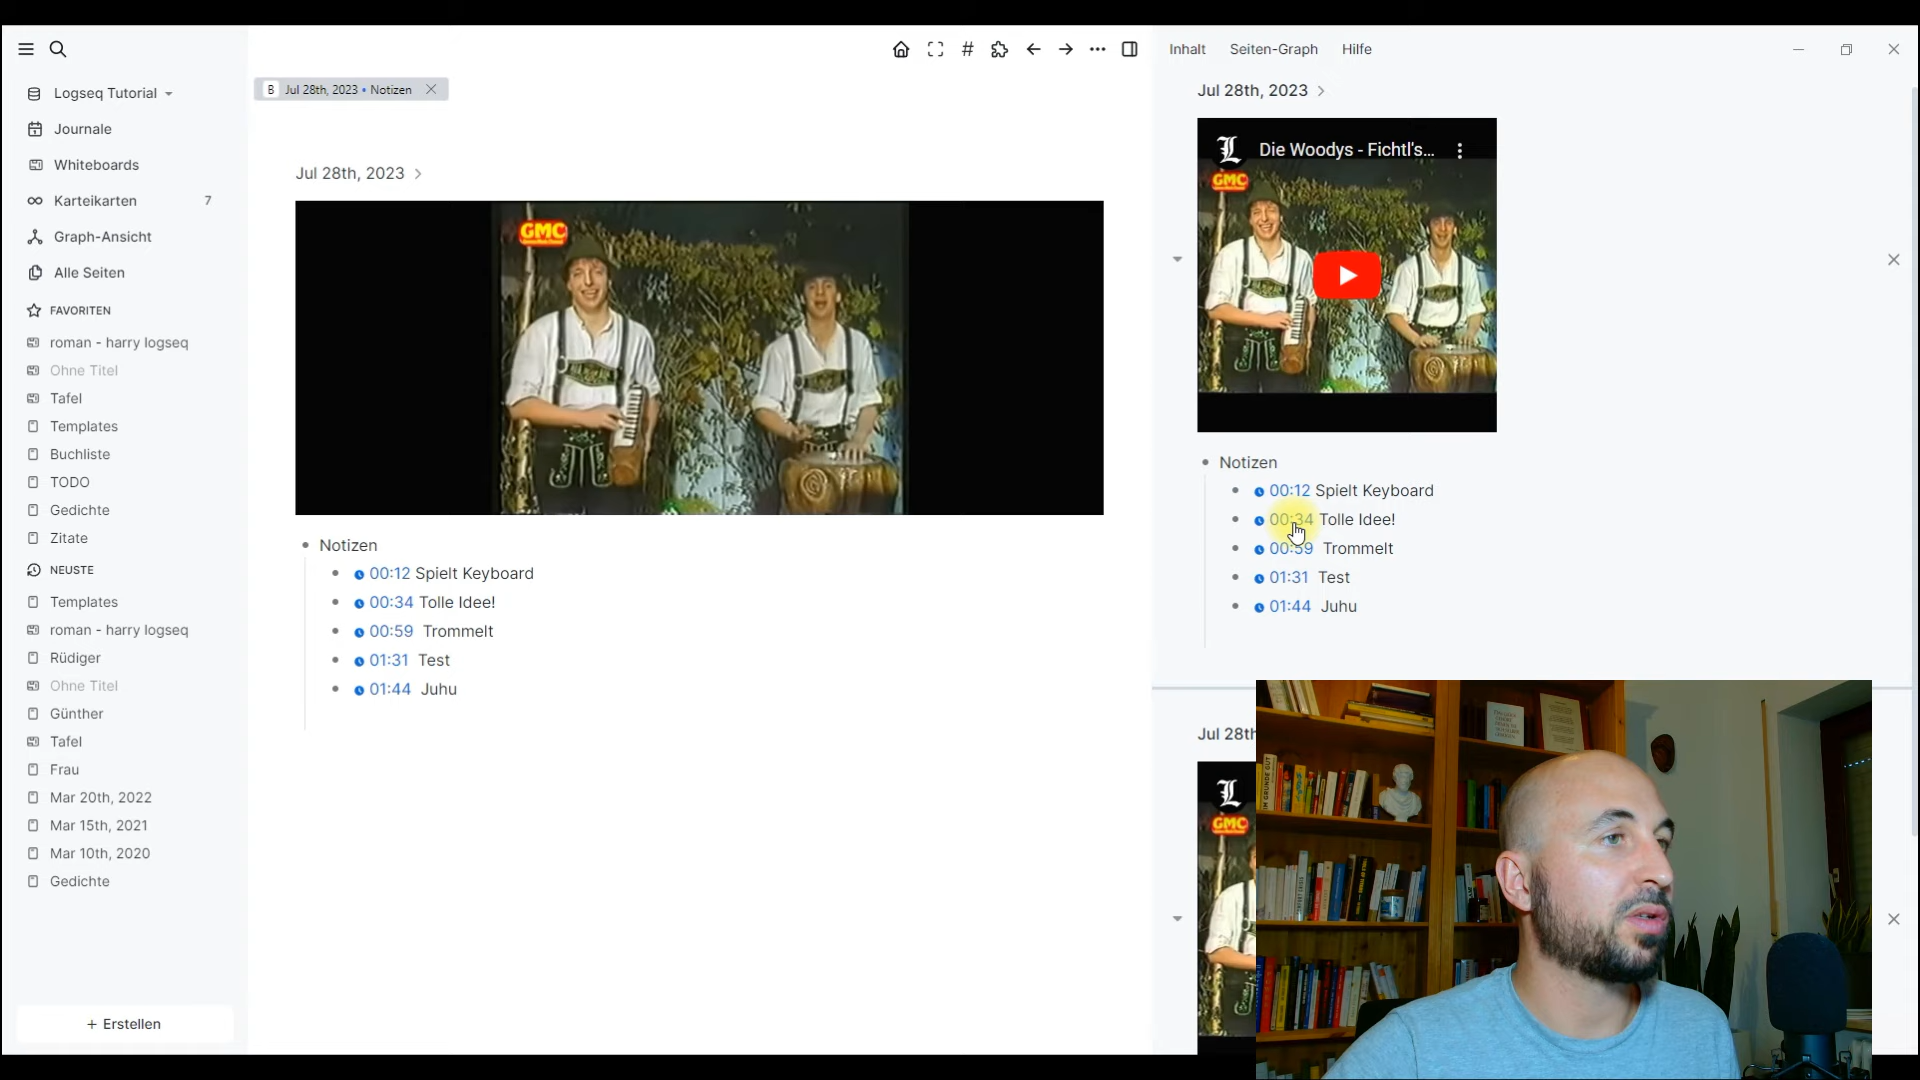 Logseq Tutorial
Journale
Whiteboards
Karteikarten 7
Graph-Ansicht
Alle Seiten
FAVORITEN
roman - harry logseq
Ohne Titel
Tafel
Templates
Buchliste
TODO
Gedichte
Zitate
NEUSTE
Templates
roman - harry logseq
Rüdiger
Ohne Titel
Günther
Tafel
Frau
Mar 20th, 2022
Mar 15th, 2021
Mar 10th, 2020
Gedichte
+ Erstellen
B Jul 28th, 2023 • Notizen
Jul 28th, 2023
GMC
Notizen
00:12 Spielt Keyboard
00:34 Tolle Idee!
00:59 Trommelt
01:31 Test
01:44 Juhu
Inhalt Seiten-Graph Hilfe
Jul 28th, 2023
L Die Woodys - Fichtl's...
GMC
Notizen
00:12 Spielt Keyboard
00:34 Tolle Idee!
00:59 Trommelt
01:31 Test
01:44 Juhu
Jul 28th
L
GMC
IM GRUNDE GUT